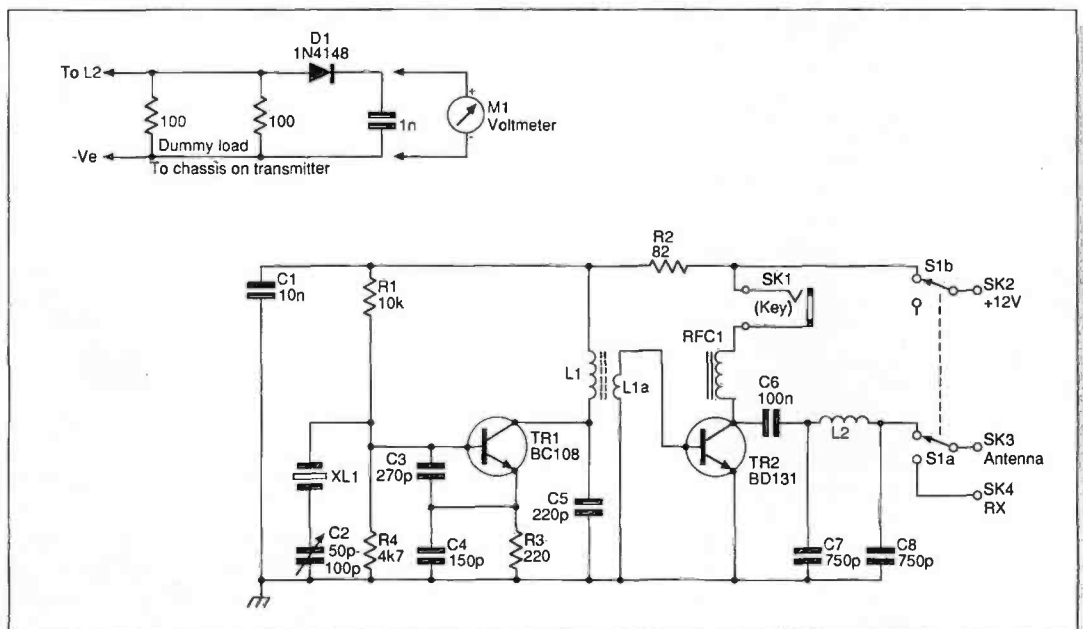 D1
1N4148
To L2
100
100
1n
+
M1
Voltmeter
-
Dummy load
-Ve
To chassis on transmitter
R2
82
S1b
SK2
+12V
C1
10n
R1
10k
SK1
(Key)
RFC1
L1
L1a
C6
100n
L2
SK3
Antenna
S1a
SK4
RX
TR1
BC108
TR2
BD131
C3
270p
XL1
C5
220p
C2
50p-
100p
R4
4k7
C4
150p
R3
220
C7
750p
C8
750p